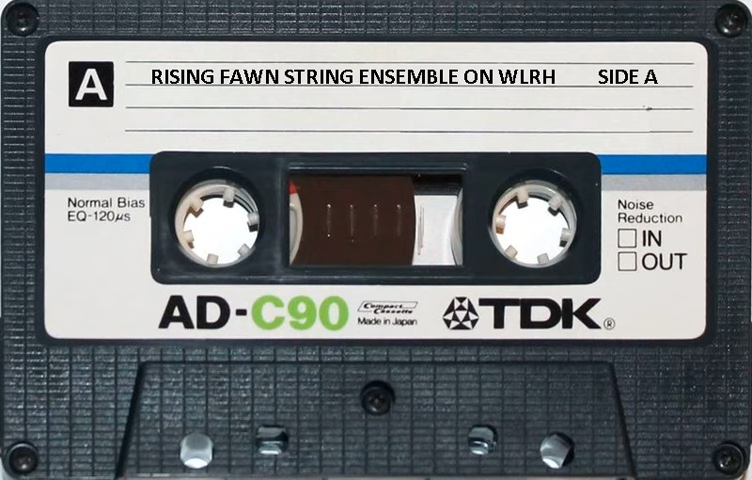 A
RISING FAWN STRING ENSEMBLE ON WLRH SIDE A
Normal Bias
EQ-120µs
Noise
Reduction
IN
OUT
AD-C90
Compact
Cassette
Made in Japan
TDK®